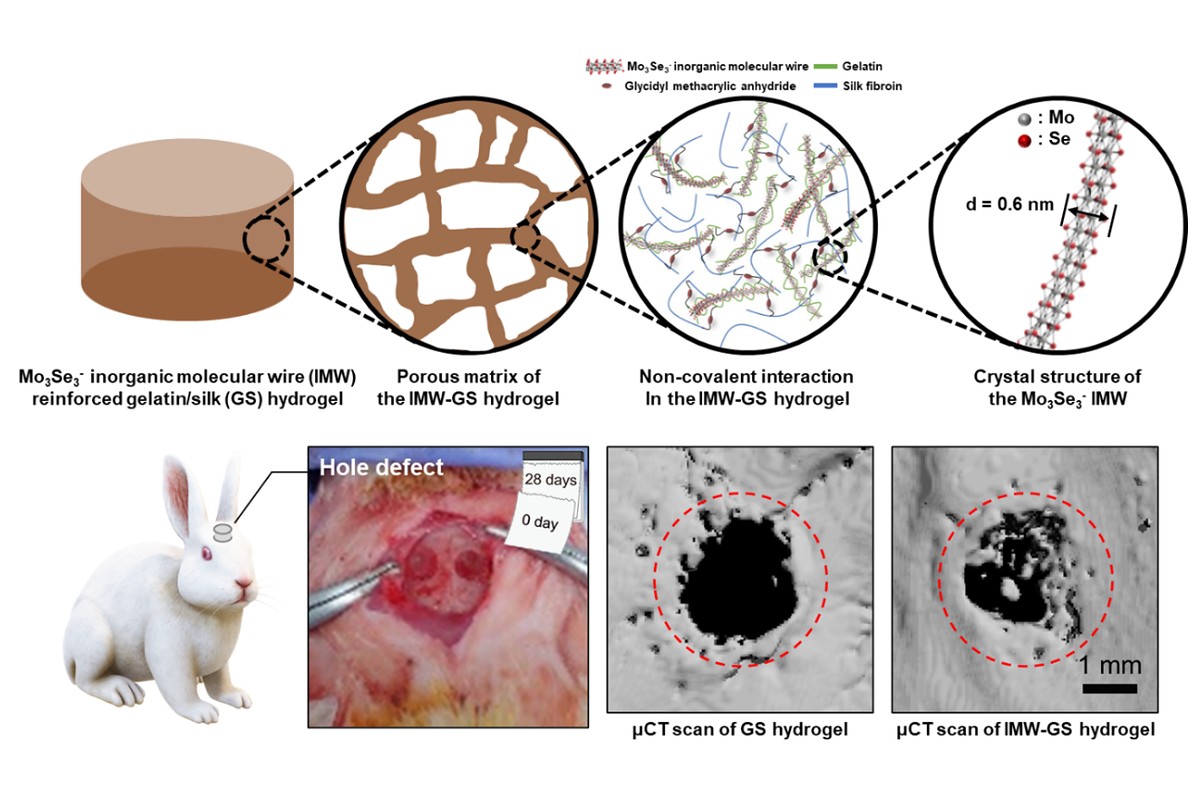 Mo₃Se₃⁻ inorganic molecular wire
Gelatin
Glycidyl methacrylic anhydride
Silk fibroin
: Mo
: Se
d = 0.6 nm
Mo₃Se₃⁻ inorganic molecular wire (IMW)
reinforced gelatin/silk (GS) hydrogel
Porous matrix of
the IMW-GS hydrogel
Non-covalent interaction
In the IMW-GS hydrogel
Crystal structure of
the Mo₃Se₃⁻ IMW
Hole defect
28 days
0 day
1 mm
µCT scan of GS hydrogel
µCT scan of IMW-GS hydrogel